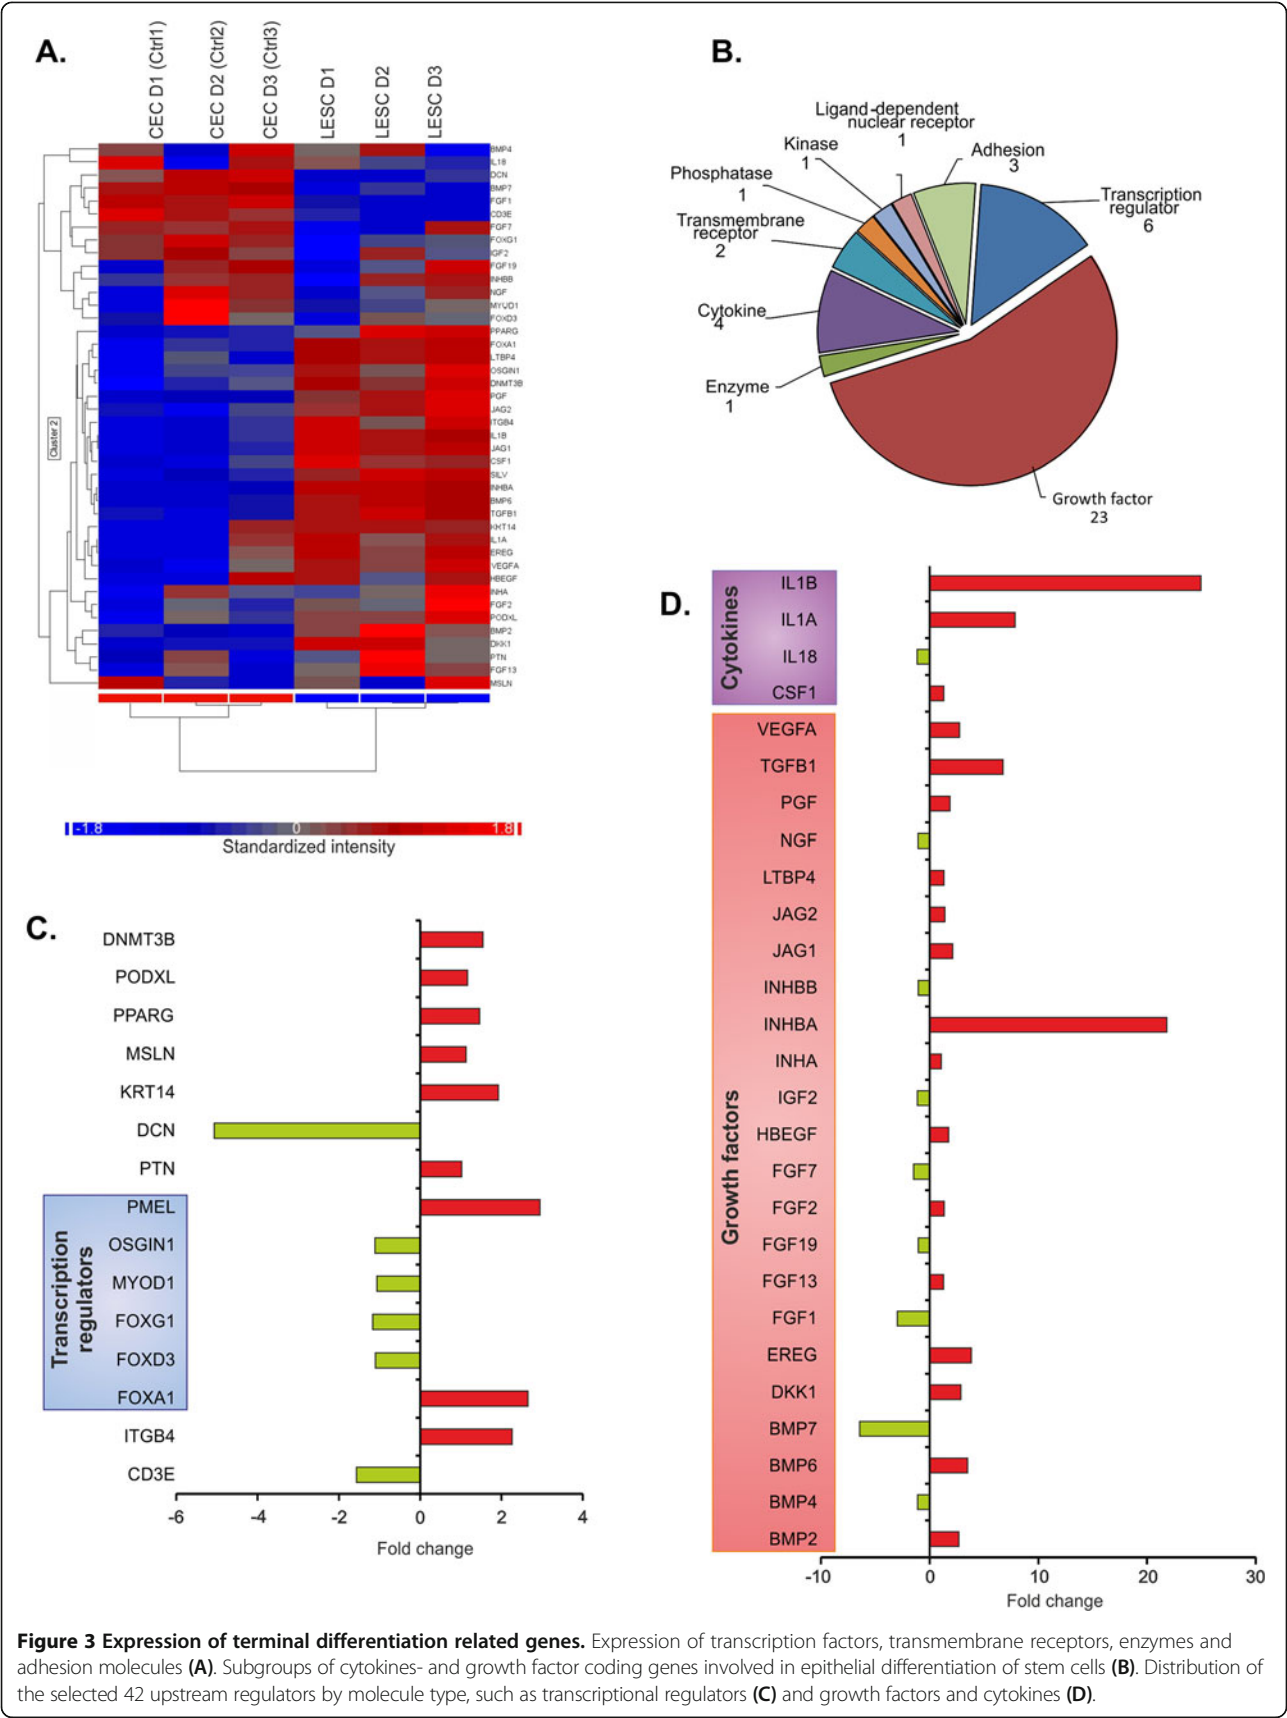 A.
CEC D1 (Ctrl1)
CEC D2 (Ctrl2)
CEC D3 (Ctrl3)
LESC D1
LESC D2
LESC D3
BMP4
IL18
DCN
BMP7
FGF1
CD3E
FGF7
FOXG1
IGF2
FGF19
INHBB
NGF
MYOD1
FOXD3
PPARG
FOXA1
LTBP4
OSGIN1
DNMT3B
PGF
JAG2
ITGB4
IL1B
JAG1
CSF1
SILV
INHBA
BMP6
TGFB1
KRT14
IL1A
EREG
VEGFA
HBEGF
INHA
FGF2
PODXL
BMP2
DKK1
PTN
FGF13
MSLN
Cluster 2
-1.8 0 1.8
Standardized intensity
B.
Ligand-dependent
nuclear receptor
1
Kinase
1
Adhesion
3
Phosphatase
1
Transcription
regulator
6
Transmembrane
receptor
2
Cytokine
4
Enzyme
1
Growth factor
23
C.
DNMT3B
PODXL
PPARG
MSLN
KRT14
DCN
PTN
Transcription
regulators
PMEL
OSGIN1
MYOD1
FOXG1
FOXD3
FOXA1
ITGB4
CD3E
-6 -4 -2 0 2 4
Fold change
D.
Cytokines
IL1B
IL1A
IL18
CSF1
Growth factors
VEGFA
TGFB1
PGF
NGF
LTBP4
JAG2
JAG1
INHBB
INHBA
INHA
IGF2
HBEGF
FGF7
FGF2
FGF19
FGF13
FGF1
EREG
DKK1
BMP7
BMP6
BMP4
BMP2
-10 0 10 20 30
Fold change
Figure 3 Expression of terminal differentiation related genes. Expression of transcription factors, transmembrane receptors, enzymes and
adhesion molecules (A). Subgroups of cytokines- and growth factor coding genes involved in epithelial differentiation of stem cells (B). Distribution of
the selected 42 upstream regulators by molecule type, such as transcriptional regulators (C) and growth factors and cytokines (D).